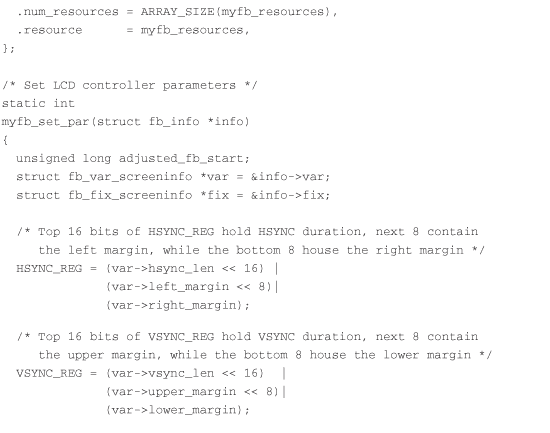 .num_resources = ARRAY_SIZE(myfb_resources),
.resource      = myfb_resources,
};
/* Set LCD controller parameters */
static int
myfb_set_par(struct fb_info *info)
{
unsigned long adjusted_fb_start;
struct fb_var_screeninfo *var = &info->var;
struct fb_fix_screeninfo *fix = &info->fix;
/* Top 16 bits of HSYNC_REG hold HSYNC duration, next 8 contain
the left margin, while the bottom 8 house the right margin */
HSYNC_REG = (var->hsync_len << 16) |
(var->left_margin << 8)|
(var->right_margin);
/* Top 16 bits of VSYNC_REG hold VSYNC duration, next 8 contain
the upper margin, while the bottom 8 house the lower margin */
VSYNC_REG = (var->vsync_len << 16)  |
(var->upper_margin << 8)|
(var->lower_margin);